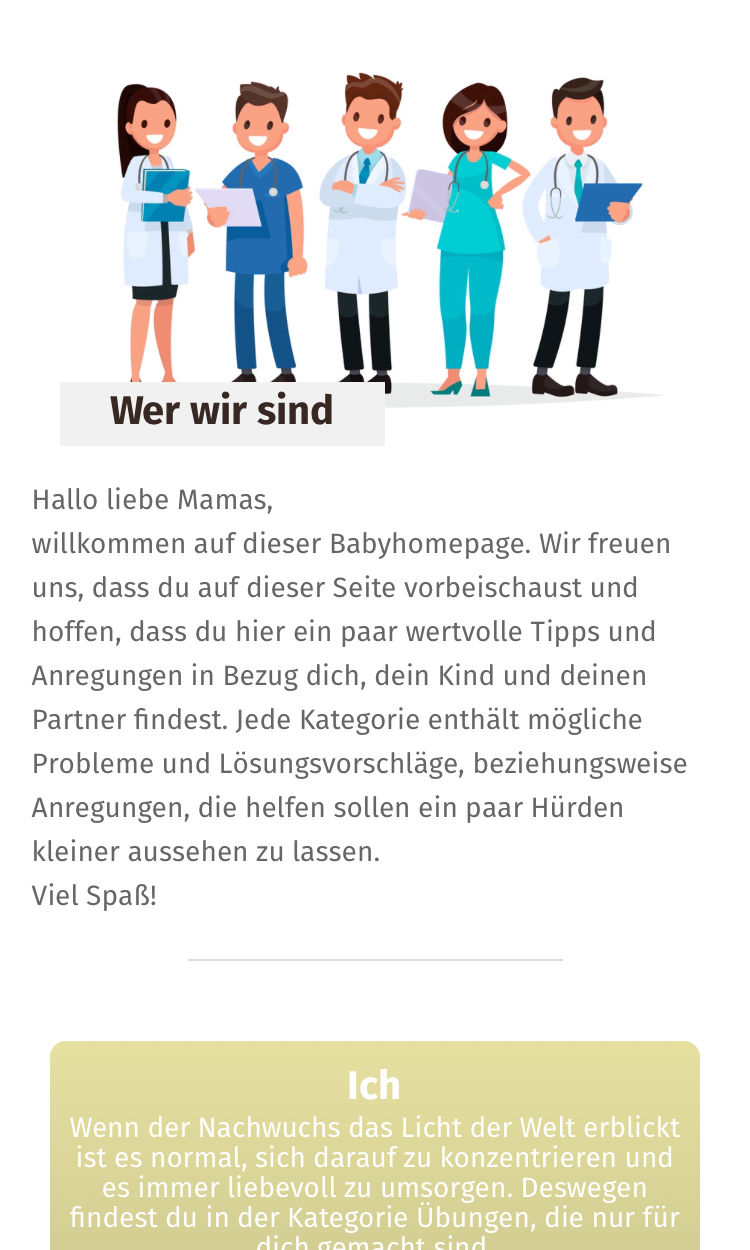 Wer wir sind
Hallo liebe Mamas,
willkommen auf dieser Babyhomepage. Wir freuen
uns, dass du auf dieser Seite vorbeischaust und
hoffen, dass du hier ein paar wertvolle Tipps und
Anregungen in Bezug dich, dein Kind und deinen
Partner findest. Jede Kategorie enthält mögliche
Probleme und Lösungsvorschläge, beziehungsweise
Anregungen, die helfen sollen ein paar Hürden
kleiner aussehen zu lassen.
Viel Spaß!
Ich
Wenn der Nachwuchs das Licht der Welt erblickt
ist es normal, sich darauf zu konzentrieren und
es immer liebevoll zu umsorgen. Deswegen
findest du in der Kategorie Übungen, die nur für
dich gemacht sind